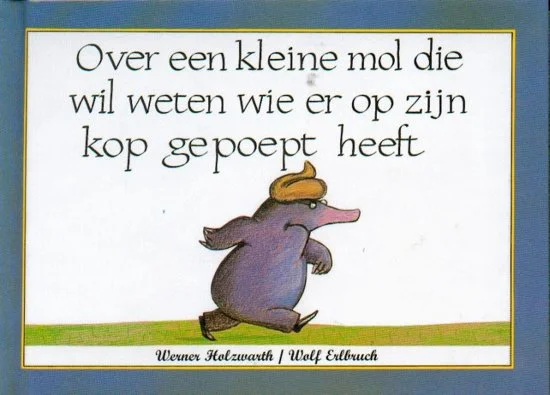 Over een kleine mol die
wil weten wie er op zijn
kop gepoept heeft
Werner Holzwarth / Wolf Erlbruch